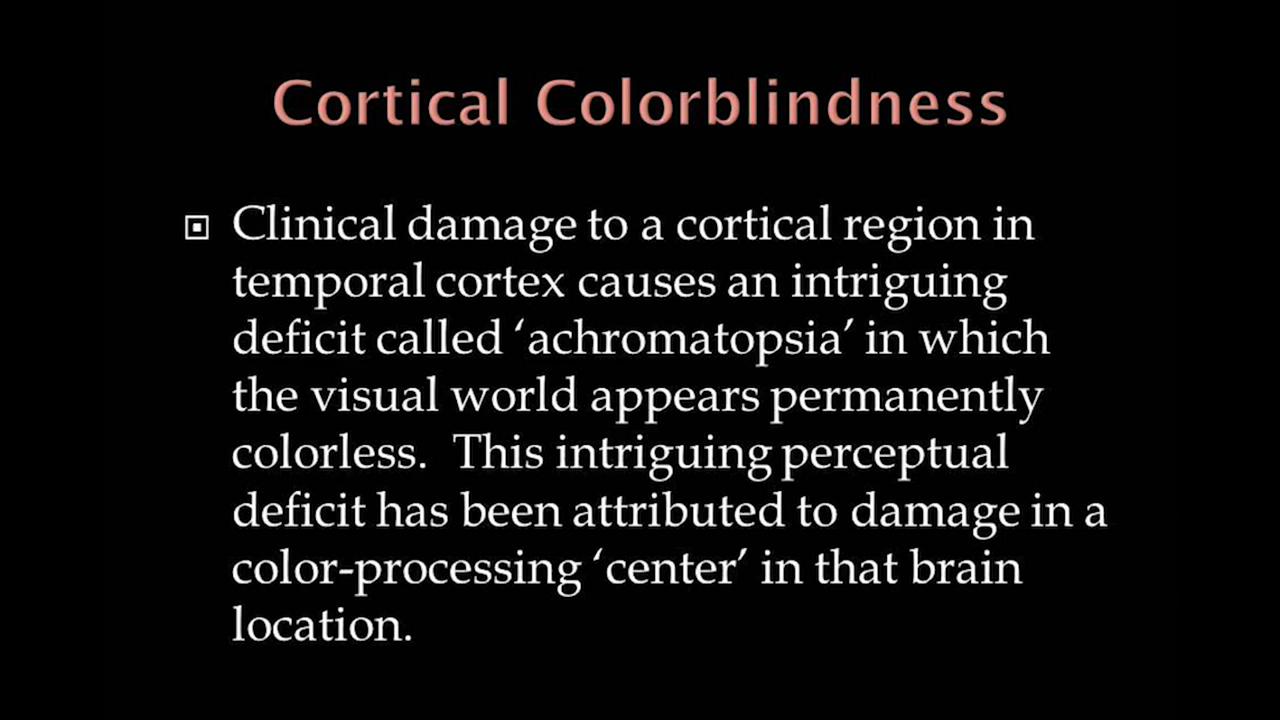 Cortical Colorblindness
Clinical damage to a cortical region in
temporal cortex causes an intriguing
deficit called ‘achromatopsia’ in which
the visual world appears permanently
colorless.  This intriguing perceptual
deficit has been attributed to damage in a
color-processing ‘center’ in that brain
location.